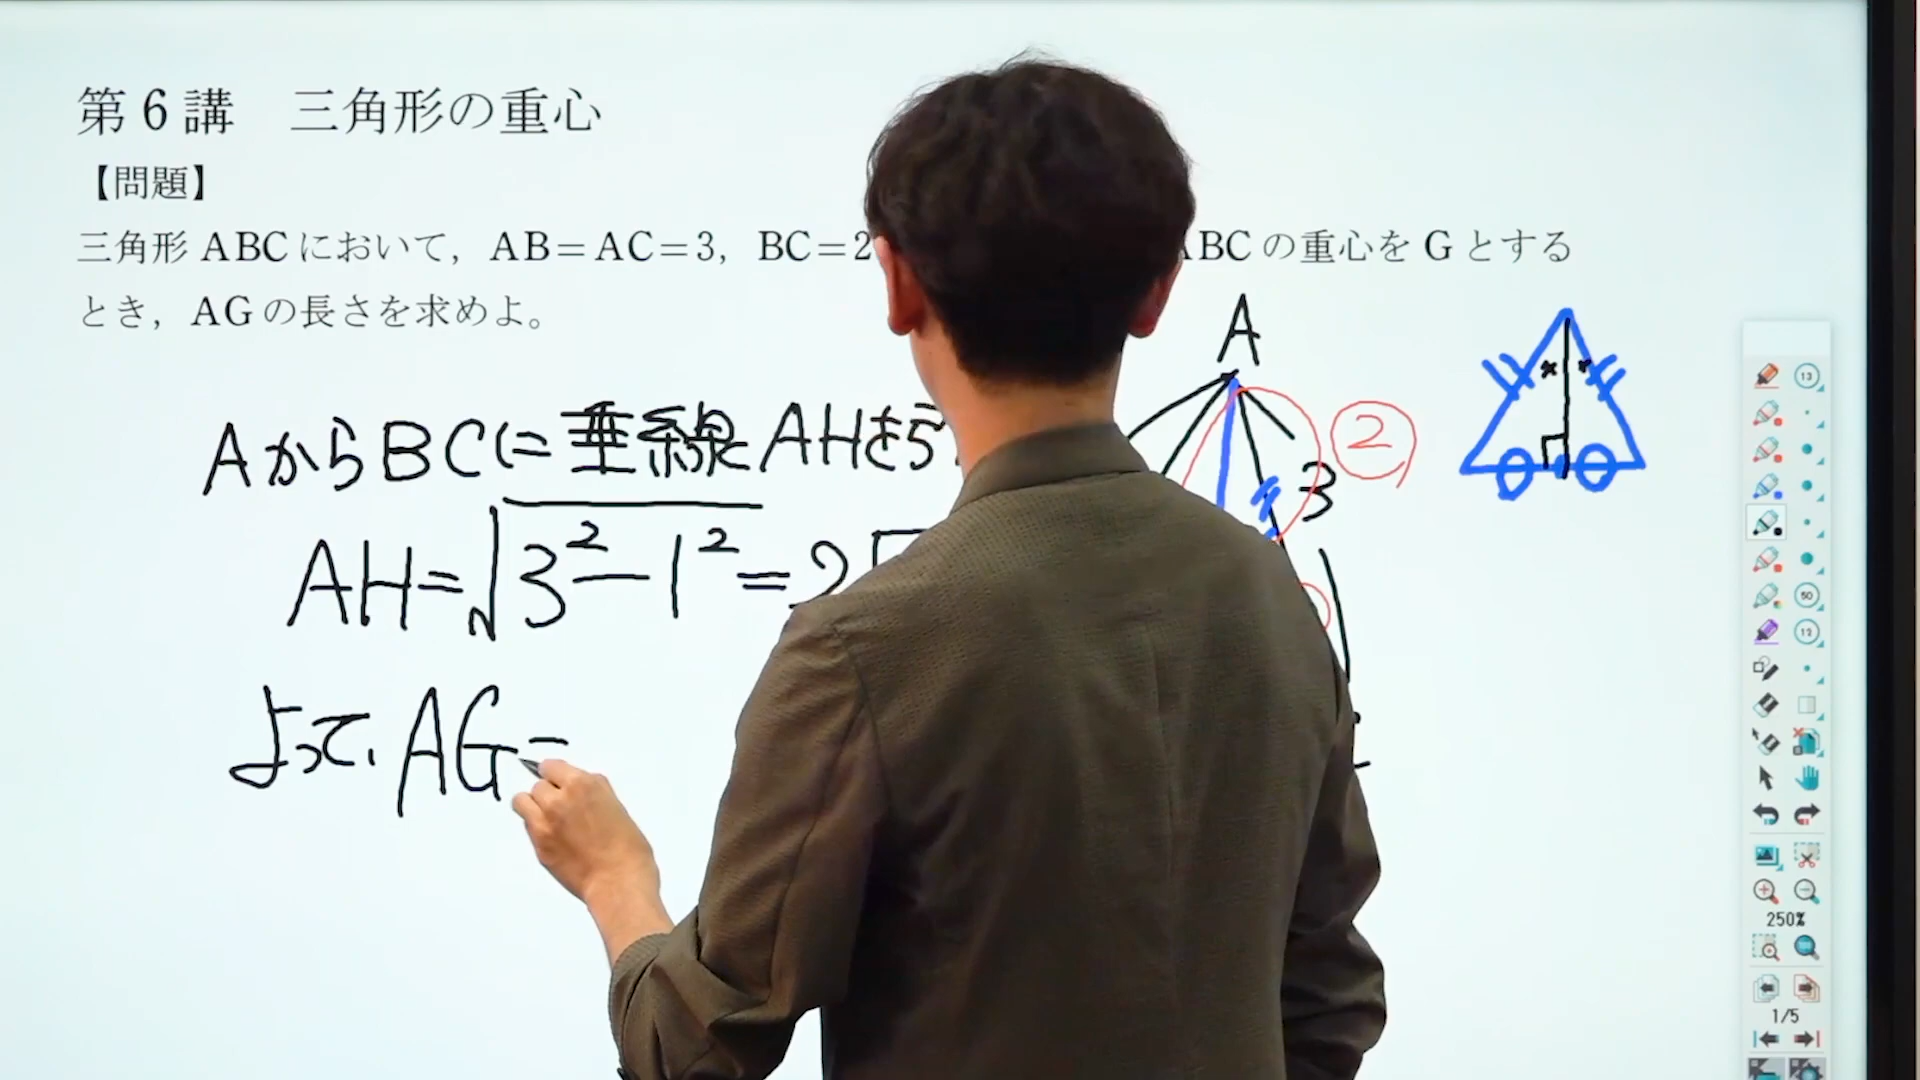 第6講 三角形の重心
【問題】
三角形ABCにおいて，AB=AC=3，BC=2
BCの重心をGとする
とき，AGの長さを求めよ。
AからBCに垂線AHを
AH=√3²-1²=2
よって，AG=
A
2
3
13
50
12
250%
1/5